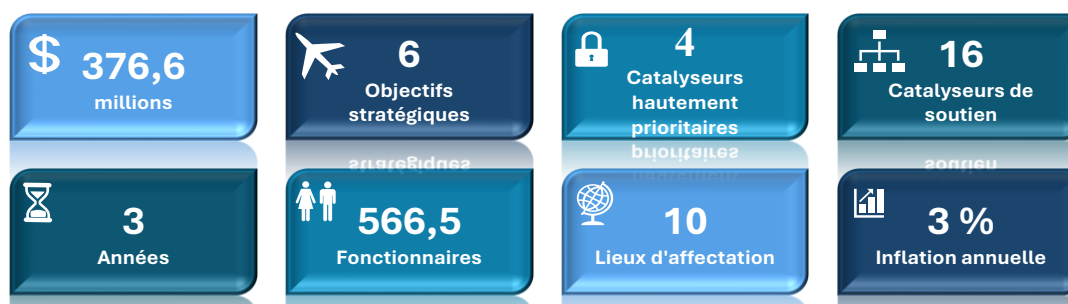 $ 376,6
millions
6
Objectifs
stratégiques
4
Catalyseurs
hautement
prioritaires
16
Catalyseurs de
soutien
3
Années
566,5
Fonctionnaires
10
Lieux d'affectation
3 %
Inflation annuelle